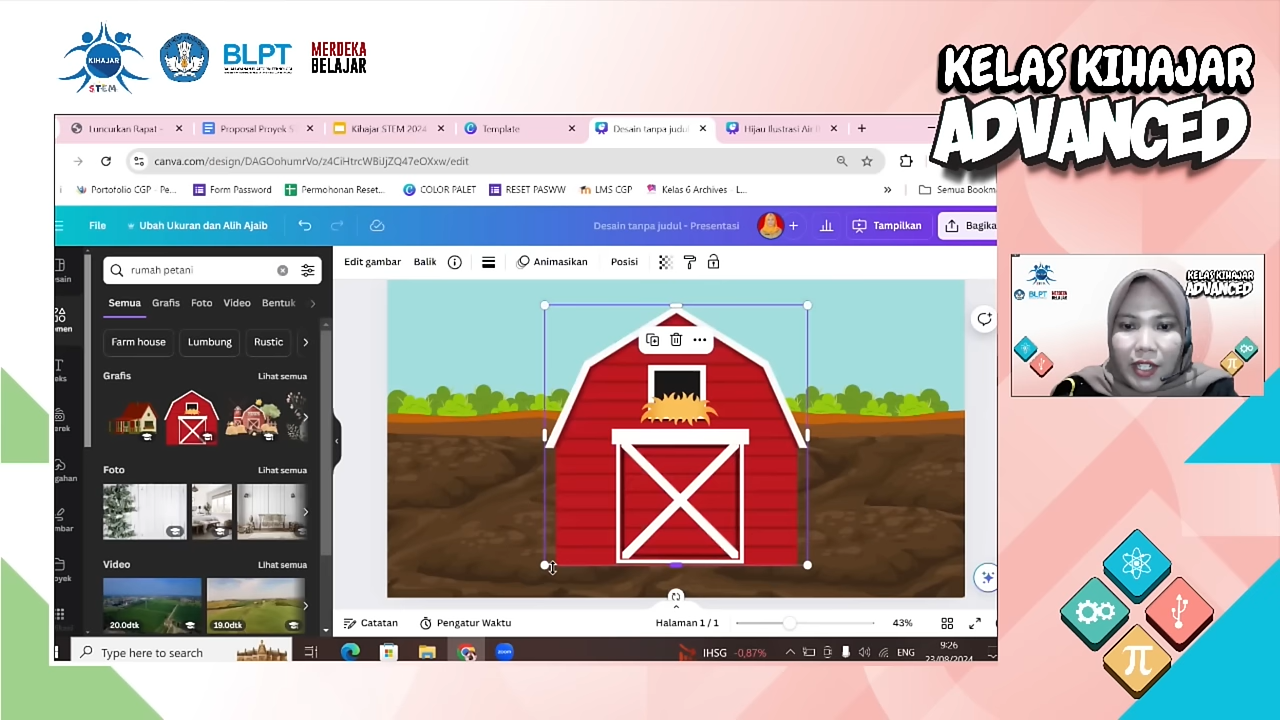 KIHAJAR
STEM
BLPT
MERDEKA
BELAJAR
KELAS KIHAJAR
ADVANCED
Luncurkan Rapat -
Proposal Proyek S
Kihajar STEM 2024
Template
Desain tanpa judul
Hijau Ilustrasi Air
canva.com/design/DAGOohumrVo/z4CiHtrcWBiJjZQ47eOXxw/edit
Portofolio CGP - Pe...
Form Password
Permohonan Reset...
COLOR PALET
RESET PASWW
LMS CGP
Kelas 6 Archives - L...
Semua Bookm
File
Ubah Ukuran dan Alih Ajaib
Desain tanpa judul - Presentasi
Tampilkan
Bagika
rumah petani
Edit gambar
Balik
Animasikan
Posisi
Semua
Grafis
Foto
Video
Bentuk
Farm house
Lumbung
Rustic
Grafis
Lihat semua
Foto
Lihat semua
Video
Lihat semua
20.0dtk
19.0dtk
Catatan
Pengatur Waktu
Halaman 1 / 1
43%
Type here to search
zoom
IHSG -0,87%
ENG
9:26
23/08/2024
KELAS KIHAJAR
ADVANCED
BLPT
π
π